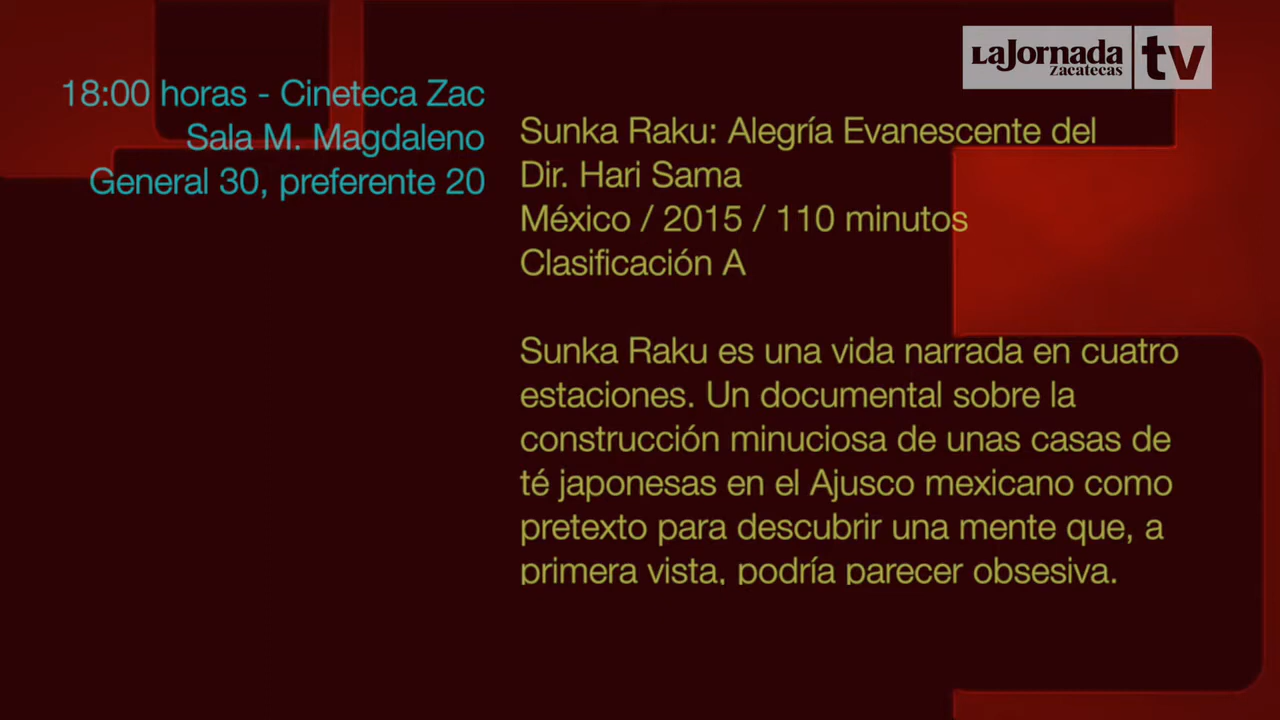 LaJornada
Zacatecas
tv
18:00 horas - Cineteca Zac
Sala M. Magdaleno
General 30, preferente 20
Sunka Raku: Alegría Evanescente del
Dir. Hari Sama
México / 2015 / 110 minutos
Clasificación A
Sunka Raku es una vida narrada en cuatro
estaciones. Un documental sobre la
construcción minuciosa de unas casas de
té japonesas en el Ajusco mexicano como
pretexto para descubrir una mente que, a
primera vista, podría parecer obsesiva.